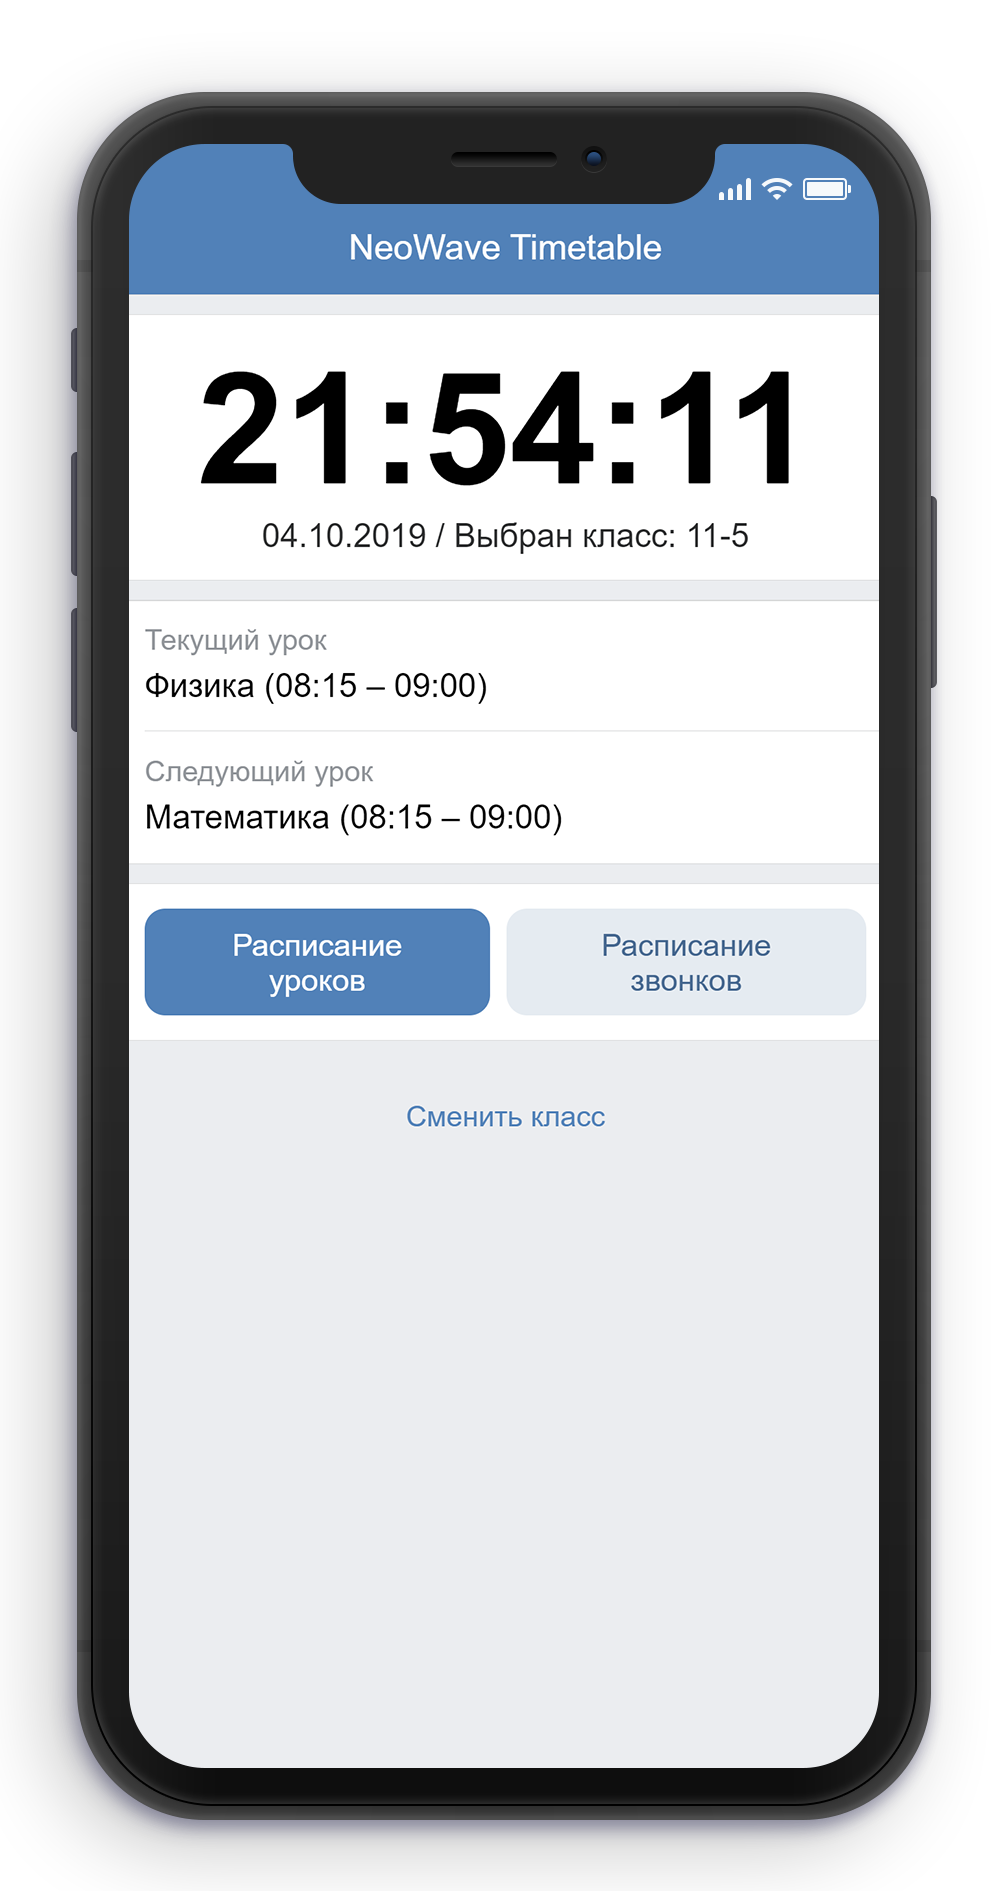 NeoWave Timetable
21:54:11
04.10.2019 / Выбран класс: 11-5
Текущий урок
Физика (08:15 – 09:00)
Следующий урок
Математика (08:15 – 09:00)
Расписание
уроков
Расписание
звонков
Сменить класс